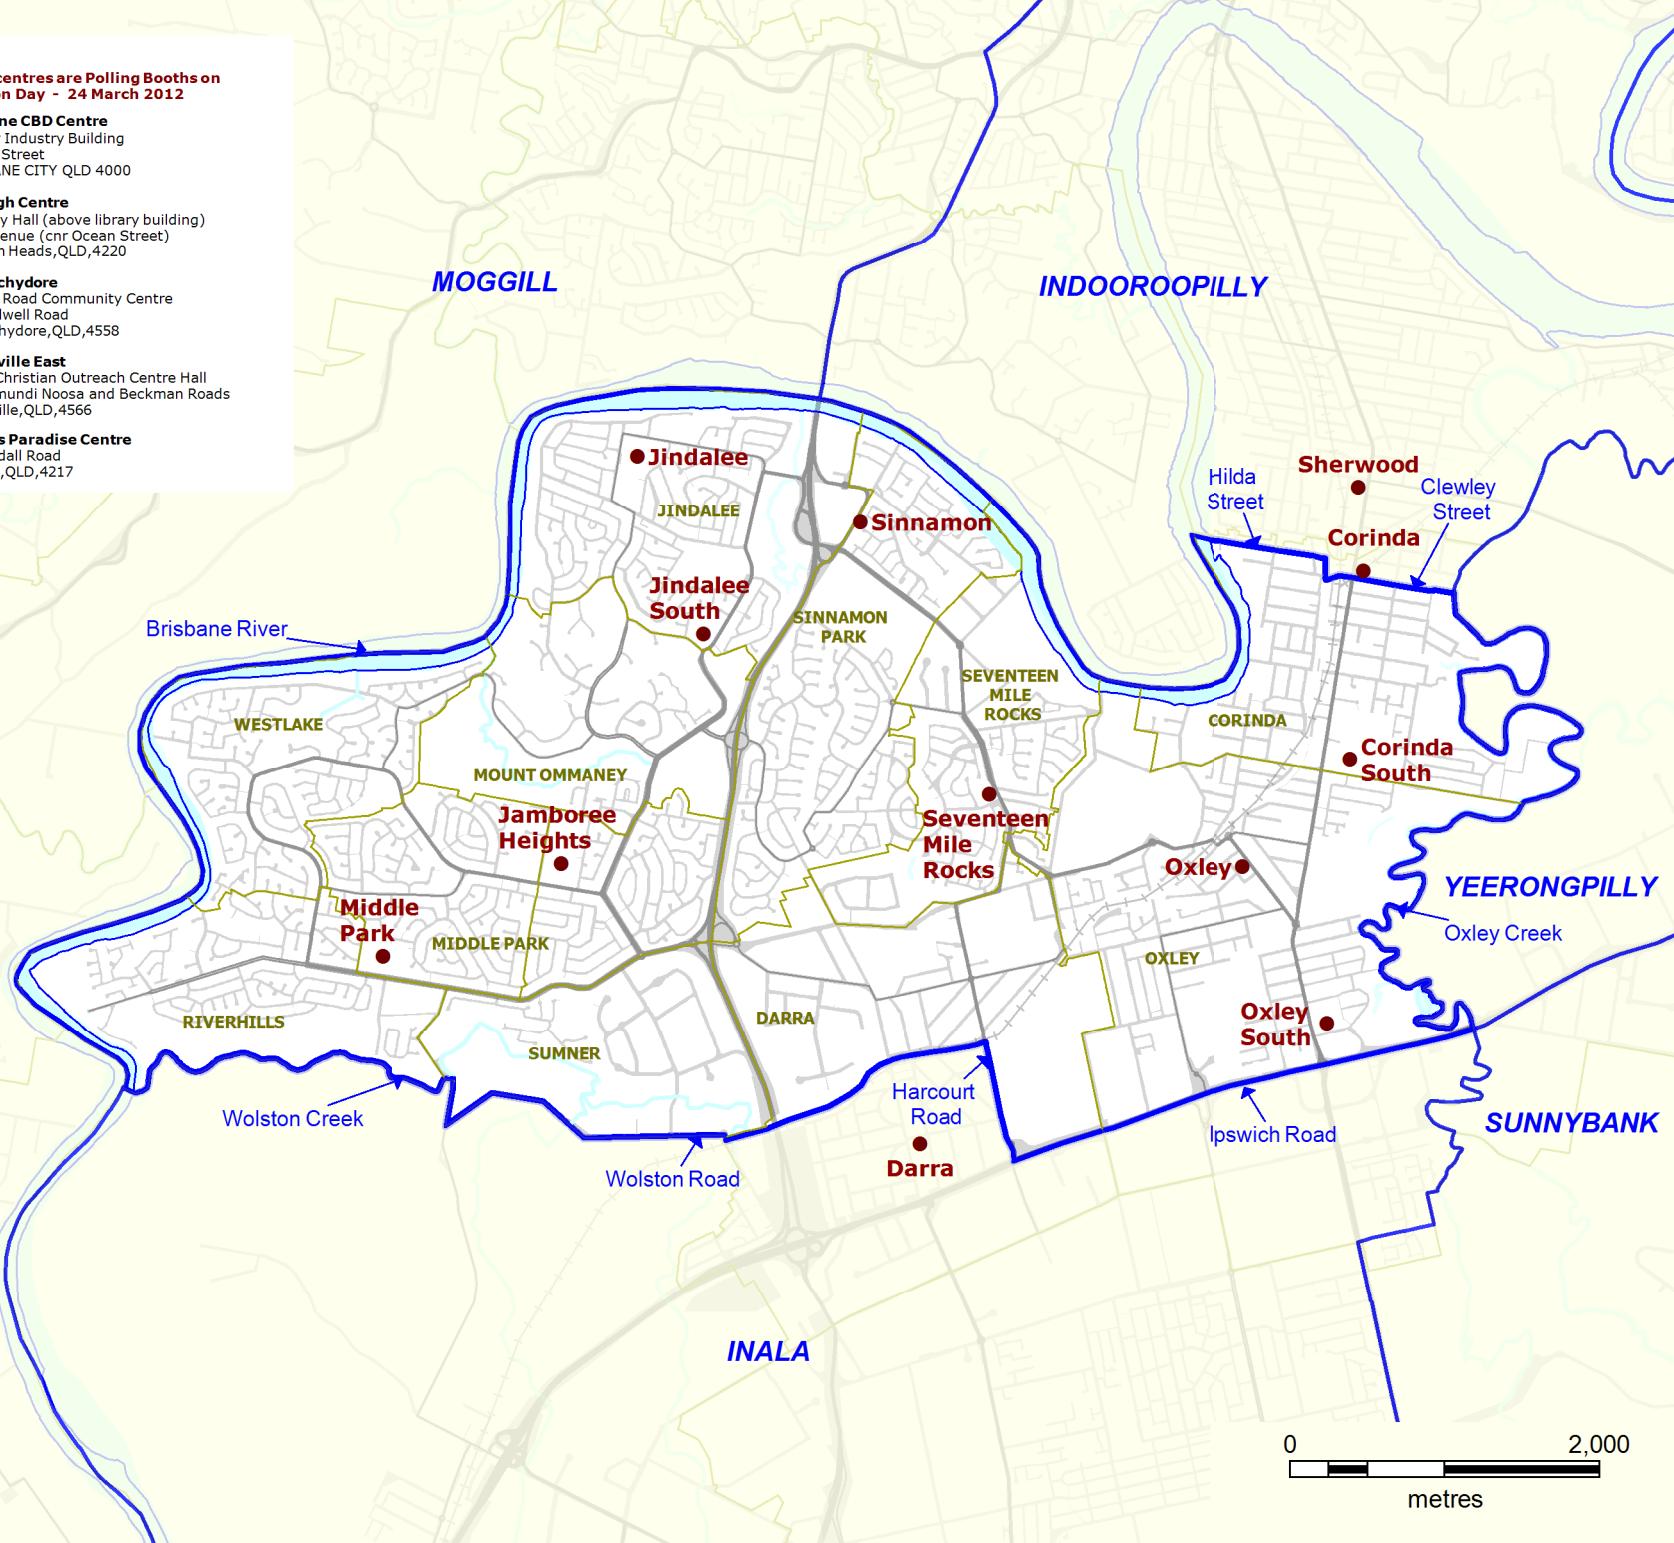 centres are Polling Booths on
n Day - 24 March 2012
ne CBD Centre
Industry Building
Street
NE CITY QLD 4000
gh Centre
y Hall (above library building)
enue (cnr Ocean Street)
Heads,QLD,4220
chydore
Road Community Centre
dwell Road
hydore,QLD,4558
ville East
Christian Outreach Centre Hall
mundi Noosa and Beckman Roads
ille,QLD,4566
s Paradise Centre
dall Road
,QLD,4217
MOGGILL
INDOOROOPILLY
Jindalee
JINDALEE
Sinnamon
Hilda
Street
Sherwood
Clewley
Street
Corinda
Jindalee
South
SINNAMON
PARK
Brisbane River
SEVENTEEN
MILE
ROCKS
WESTLAKE
CORINDA
Corinda
South
MOUNT OMMANEY
Jamboree
Heights
Seventeen
Mile
Rocks
Oxley
YEERONGPILLY
Middle
Park
MIDDLE PARK
Oxley Creek
OXLEY
RIVERHILLS
DARRA
Oxley
South
SUMNER
Harcourt
Road
Wolston Creek
Ipswich Road
SUNNYBANK
Darra
Wolston Road
INALA
0 2,000
metres